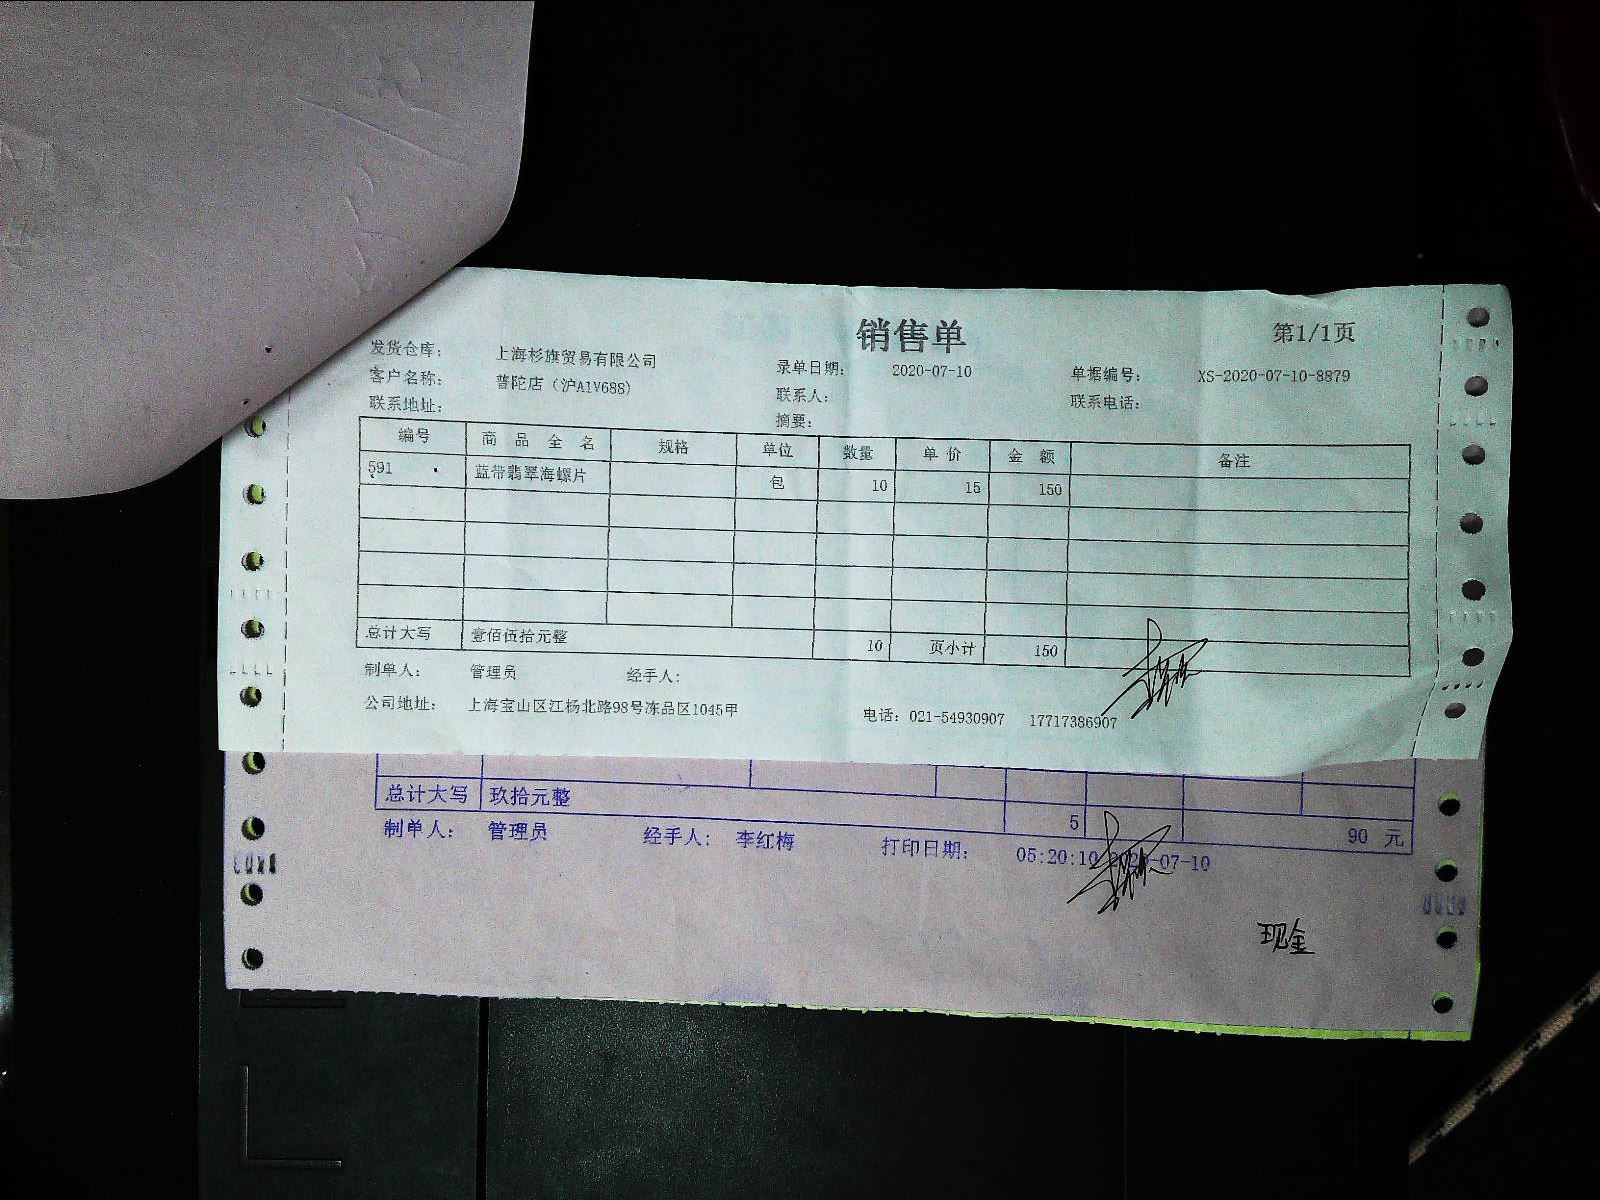 销售单
第1/1页
发货仓库： 上海杉旗贸易有限公司 录单日期： 2020-07-10 单据编号： XS-2020-07-10-8879
客户名称： 普陀店（沪A1V688） 联系人： 联系电话：
联系地址： 摘要：
编号 商品全名 规格 单位 数量 单价 金额 备注
591 蓝带翡翠海螺片 包 10 15 150
总计大写 壹佰伍拾元整 10 页小计 150
制单人： 管理员 经手人：
公司地址： 上海宝山区江杨北路98号冻品区1045甲 电话：021-54930907 17717386907
总计大写 玖拾元整 5 90 元
制单人： 管理员 经手人： 李红梅 打印日期： 05:20:10 2020-07-10
现金